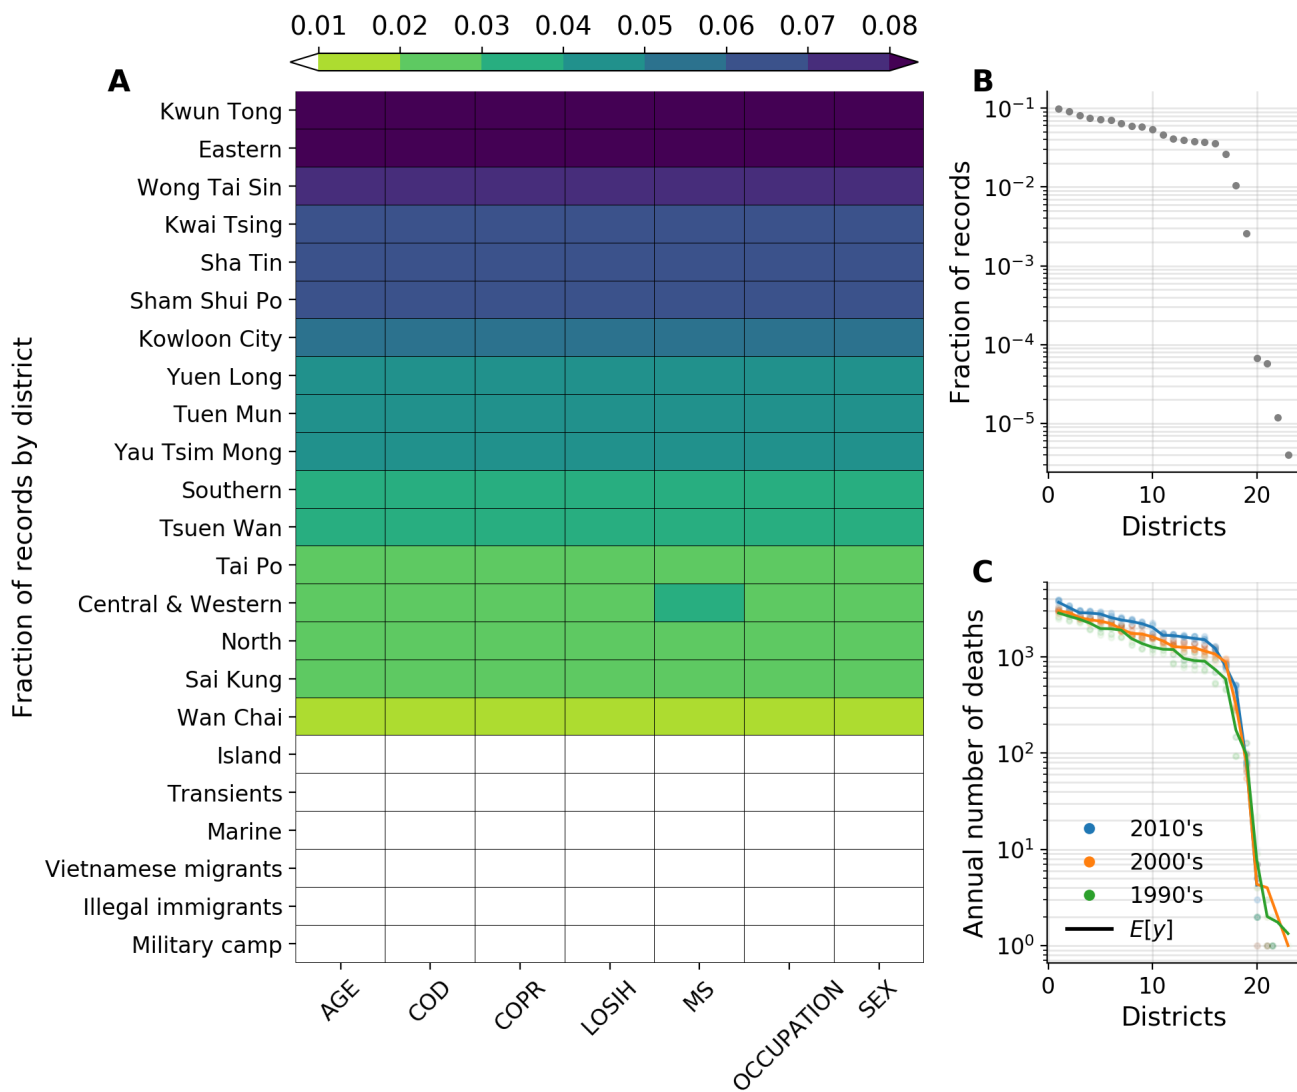 0.01 0.02 0.03 0.04 0.05 0.06 0.07 0.08
A
Fraction of records by district
Kwun Tong
Eastern
Wong Tai Sin
Kwai Tsing
Sha Tin
Sham Shui Po
Kowloon City
Yuen Long
Tuen Mun
Yau Tsim Mong
Southern
Tsuen Wan
Tai Po
Central & Western
North
Sai Kung
Wan Chai
Island
Transients
Marine
Vietnamese migrants
Illegal immigrants
Military camp
AGE COD COPR LOSIH MS OCCUPATION SEX
B
Fraction of records
10⁻¹
10⁻²
10⁻³
10⁻⁴
10⁻⁵
0 10 20
Districts
C
Annual number of deaths
10³
10²
10¹
10⁰
2010's
2000's
1990's
E[y]
0 10 20
Districts